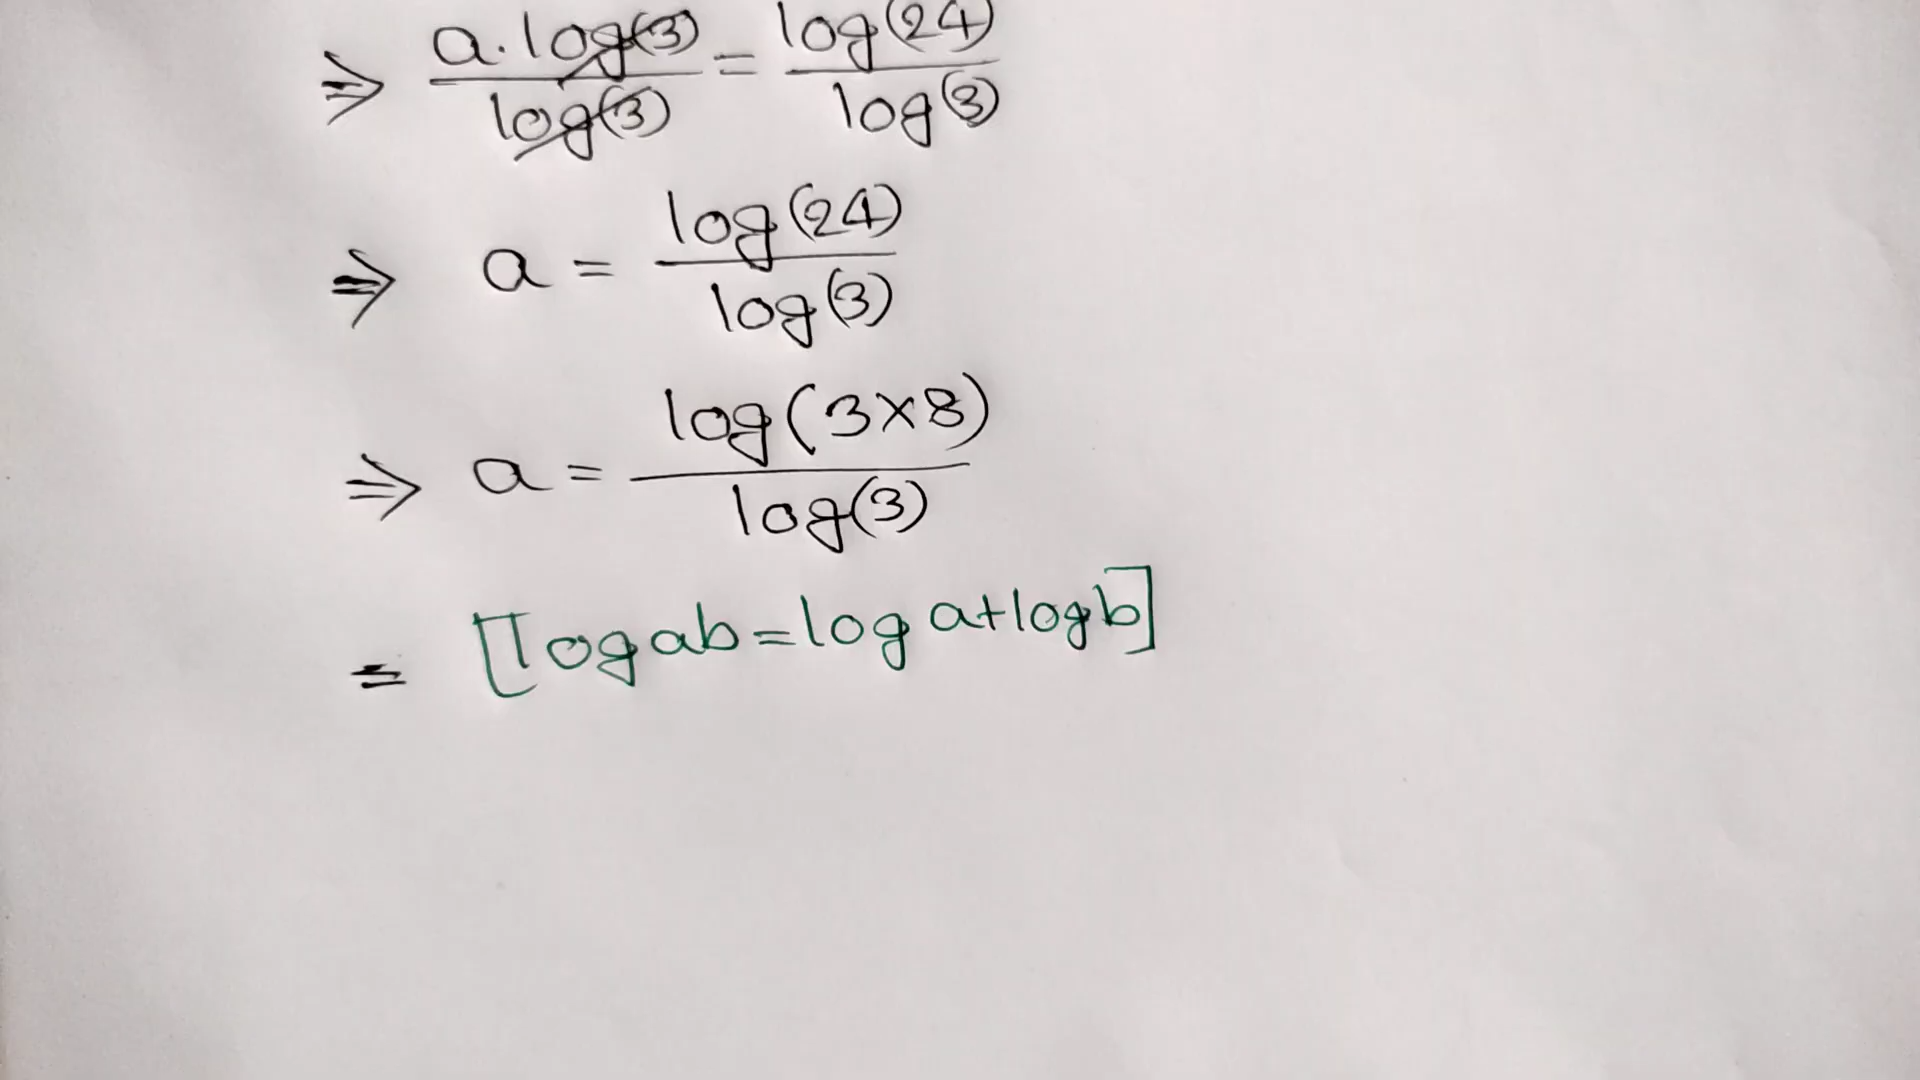 ⇒ a·log(3)/log(3) = log(24)/log(3)
⇒ a = log(24)/log(3)
⇒ a = log(3×8)/log(3)
= [log ab = log a + log b]